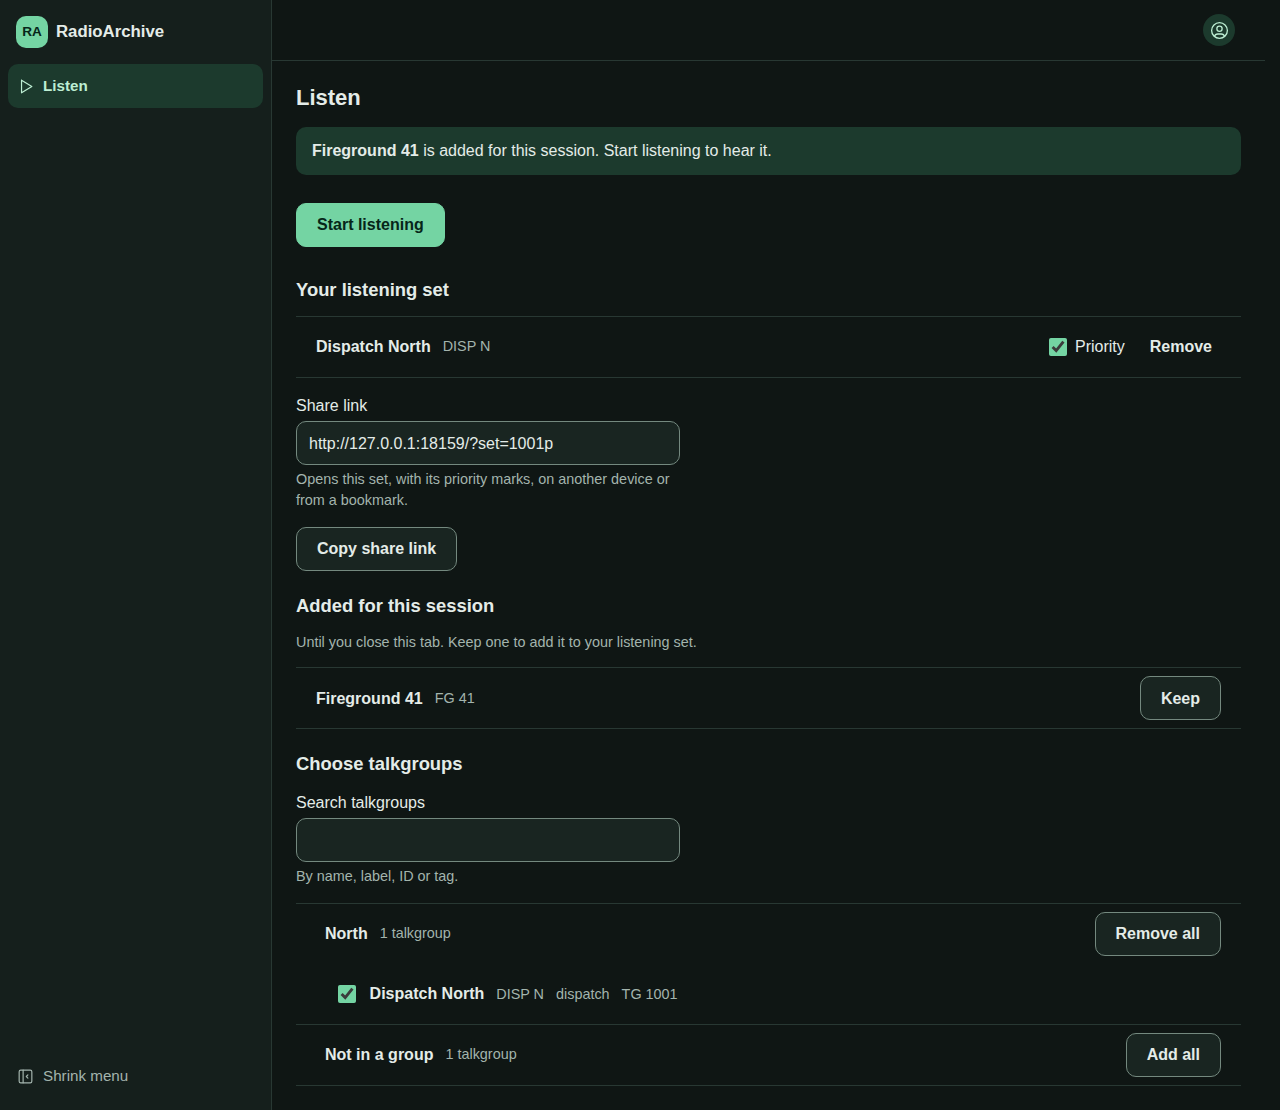 RA RadioArchive
Listen
Listen
Fireground 41 is added for this session. Start listening to hear it.
Start listening
Your listening set
Dispatch North DISP N Priority Remove
Share link
http://127.0.0.1:18159/?set=1001p
Opens this set, with its priority marks, on another device or
from a bookmark.
Copy share link
Added for this session
Until you close this tab. Keep one to add it to your listening set.
Fireground 41 FG 41 Keep
Choose talkgroups
Search talkgroups
By name, label, ID or tag.
North 1 talkgroup Remove all
Dispatch North DISP N dispatch TG 1001
Not in a group 1 talkgroup Add all
Shrink menu